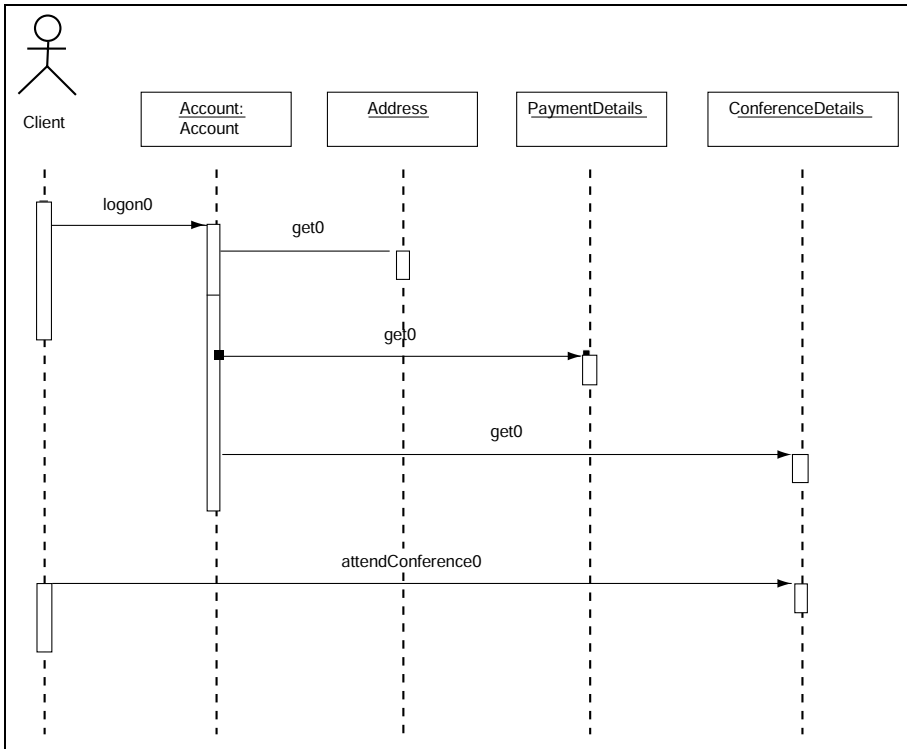 Client
Account:
Account
Address
PaymentDetails
ConferenceDetails
logon0
get0
get0
get0
attendConference0